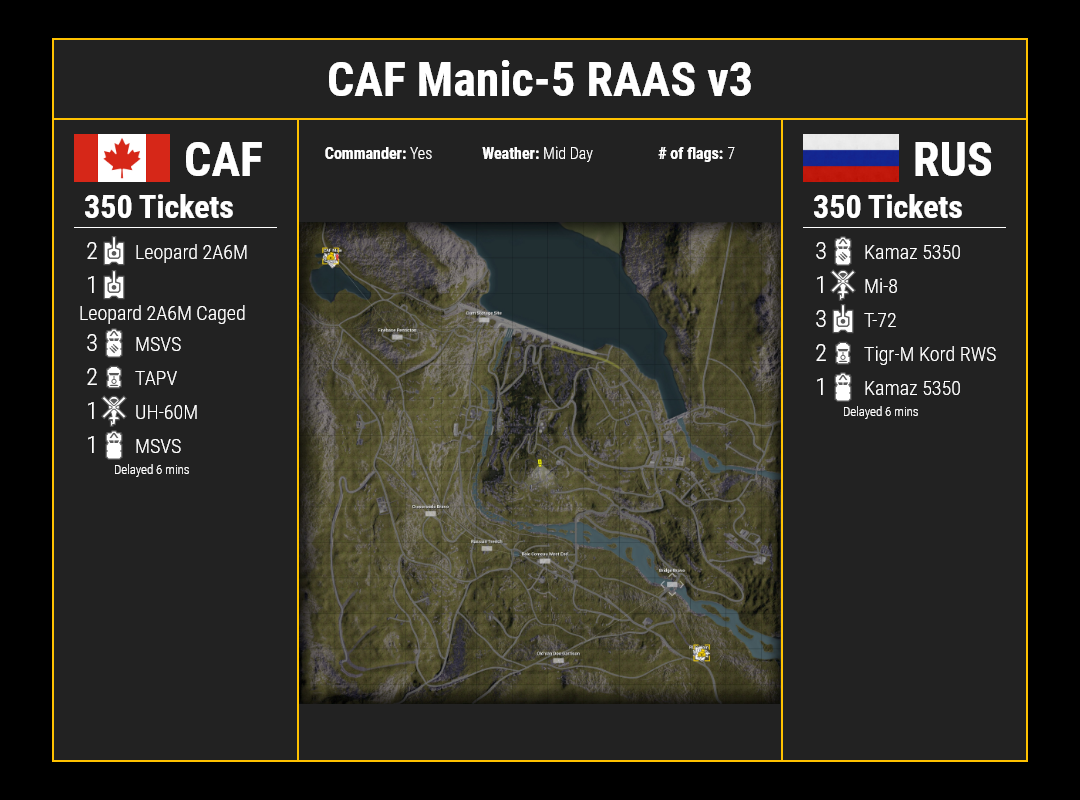 CAF Manic-5 RAAS v3
CAF
350 Tickets
2 Leopard 2A6M
1
Leopard 2A6M Caged
3 MSVS
2 TAPV
1 UH-60M
1 MSVS
Delayed 6 mins
Commander: Yes Weather: Mid Day # of flags: 7
RUS
350 Tickets
3 Kamaz 5350
1 Mi-8
3 T-72
2 Tigr-M Kord RWS
1 Kamaz 5350
Delayed 6 mins